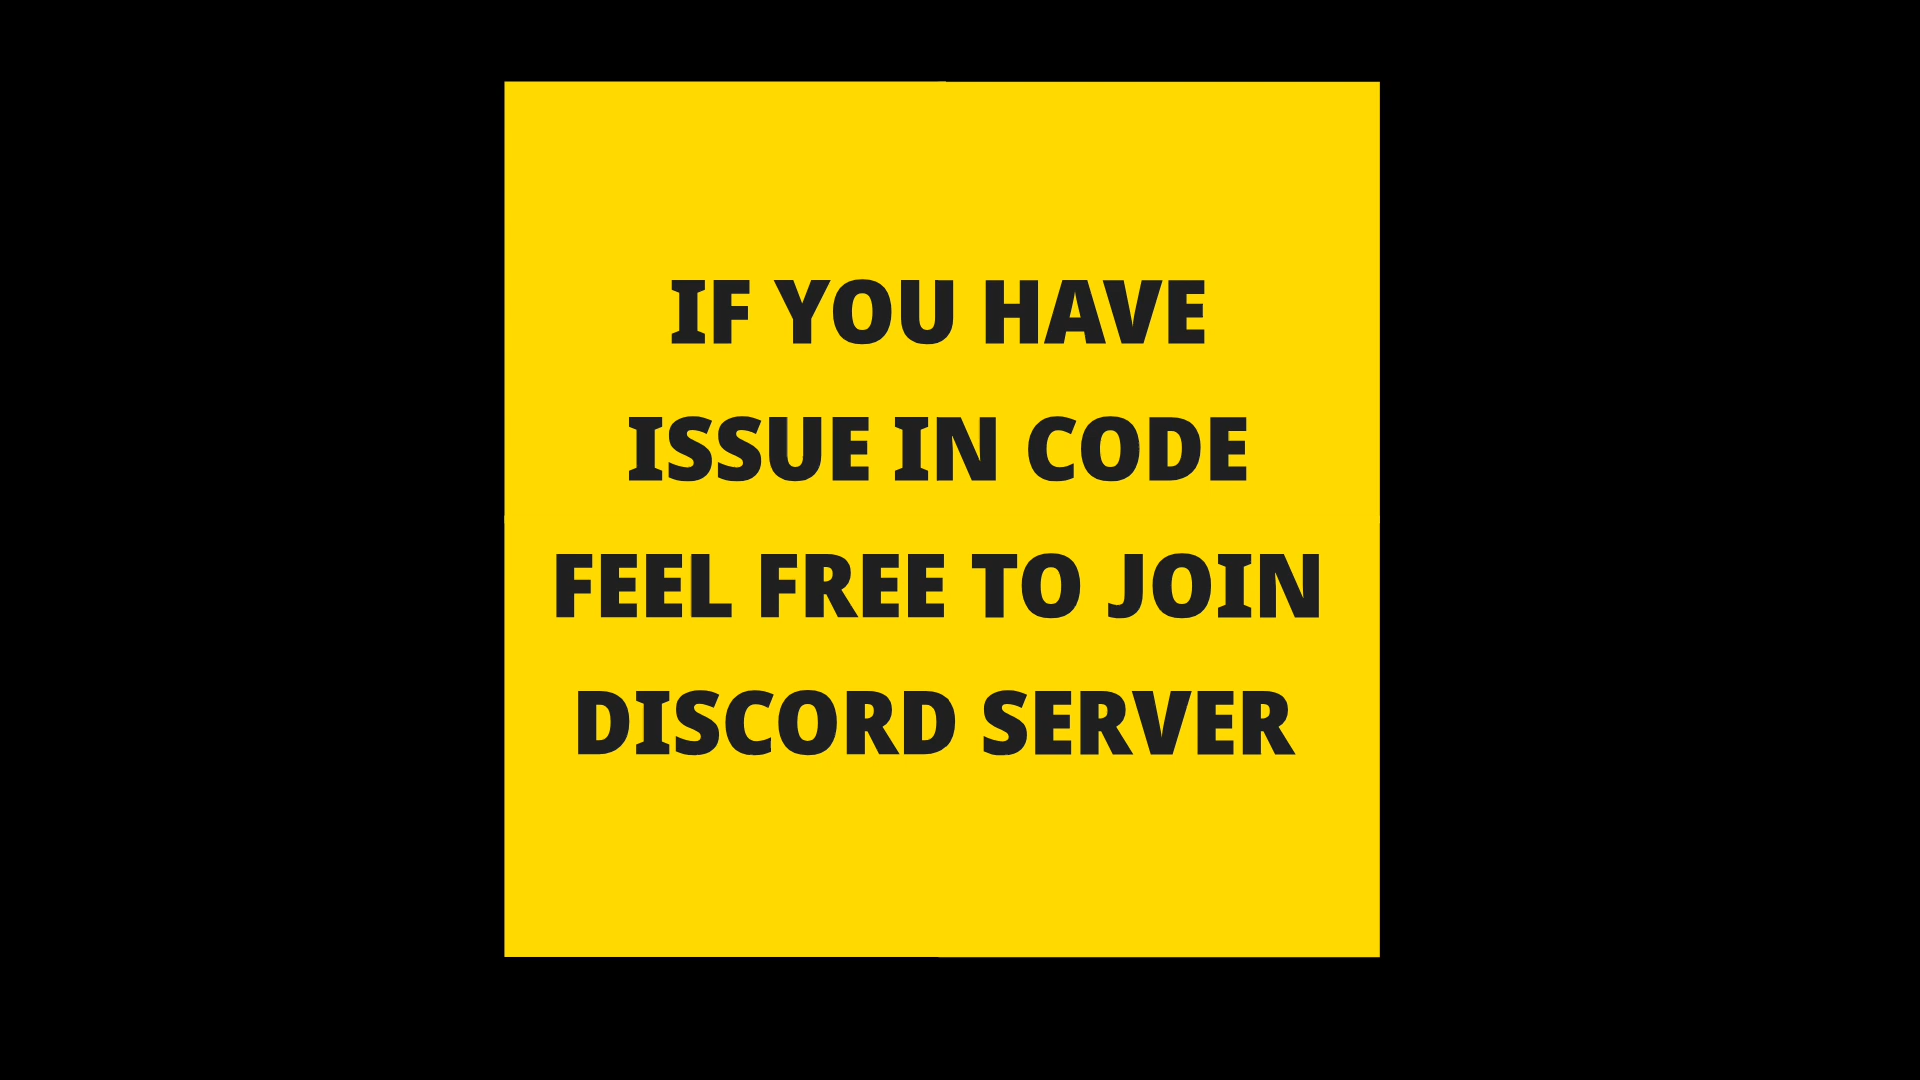 IF YOU HAVE
ISSUE IN CODE
FEEL FREE TO JOIN
DISCORD SERVER